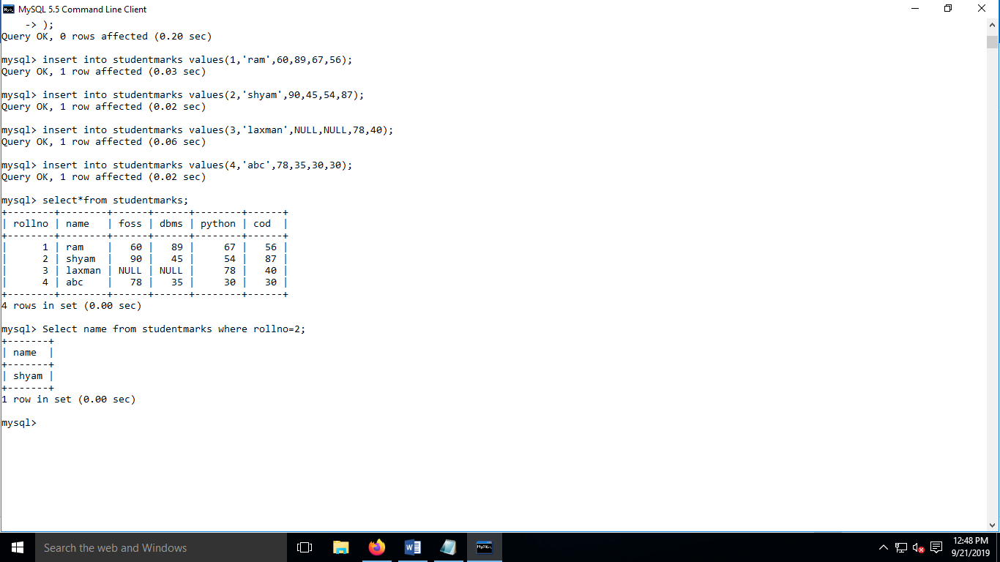 MySQL 5.5 Command Line Client
    -> );
Query OK, 0 rows affected (0.20 sec)

mysql> insert into studentmarks values(1,'ram',60,89,67,56);
Query OK, 1 row affected (0.03 sec)

mysql> insert into studentmarks values(2,'shyam',90,45,54,87);
Query OK, 1 row affected (0.02 sec)

mysql> insert into studentmarks values(3,'laxman',NULL,NULL,78,40);
Query OK, 1 row affected (0.06 sec)

mysql> insert into studentmarks values(4,'abc',78,35,30,30);
Query OK, 1 row affected (0.02 sec)

mysql> select*from studentmarks;
+--------+--------+------+------+--------+------+
| rollno | name   | foss | dbms | python | cod  |
+--------+--------+------+------+--------+------+
|      1 | ram    |   60 |   89 |     67 |   56 |
|      2 | shyam  |   90 |   45 |     54 |   87 |
|      3 | laxman | NULL | NULL |     78 |   40 |
|      4 | abc    |   78 |   35 |     30 |   30 |
+--------+--------+------+------+--------+------+
4 rows in set (0.00 sec)

mysql> Select name from studentmarks where rollno=2;
+-------+
| name  |
+-------+
| shyam |
+-------+
1 row in set (0.00 sec)

mysql>
Search the web and Windows
12:48 PM
9/21/2019